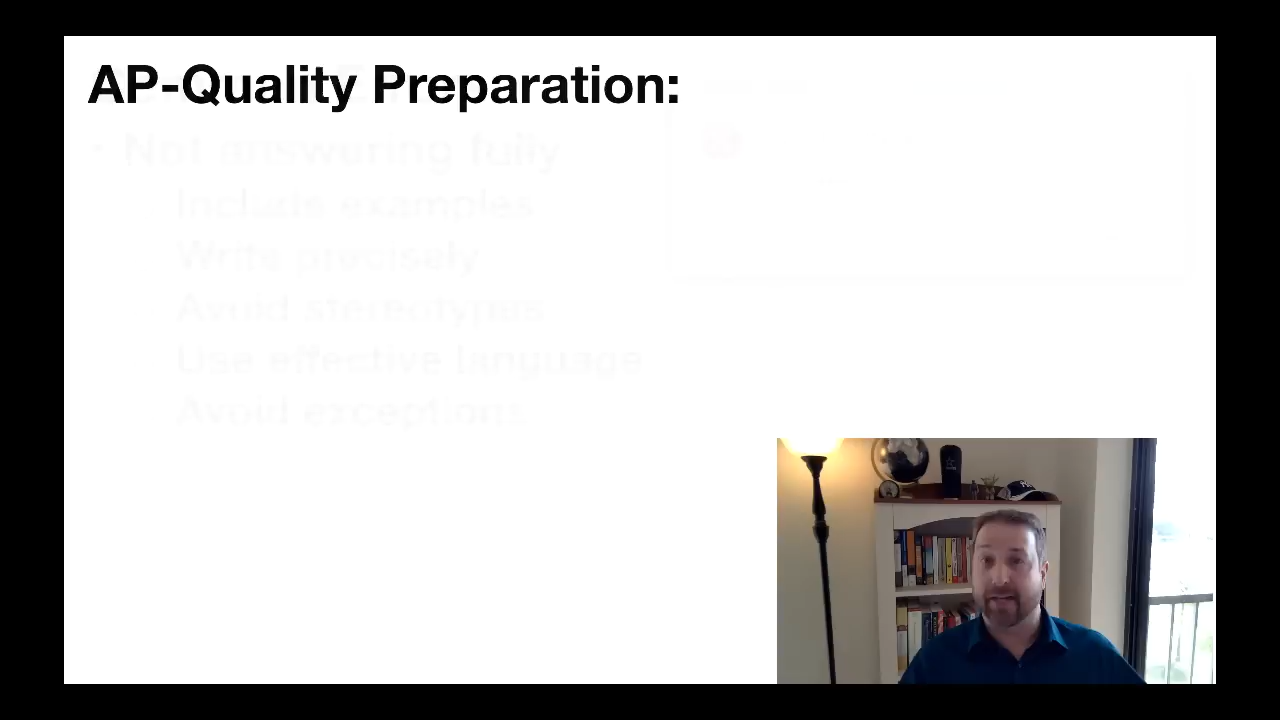 AP-Quality Preparation:
• Not answering fully
Include examples
Write precisely
Avoid stereotypes
Use effective language
Avoid exceptions